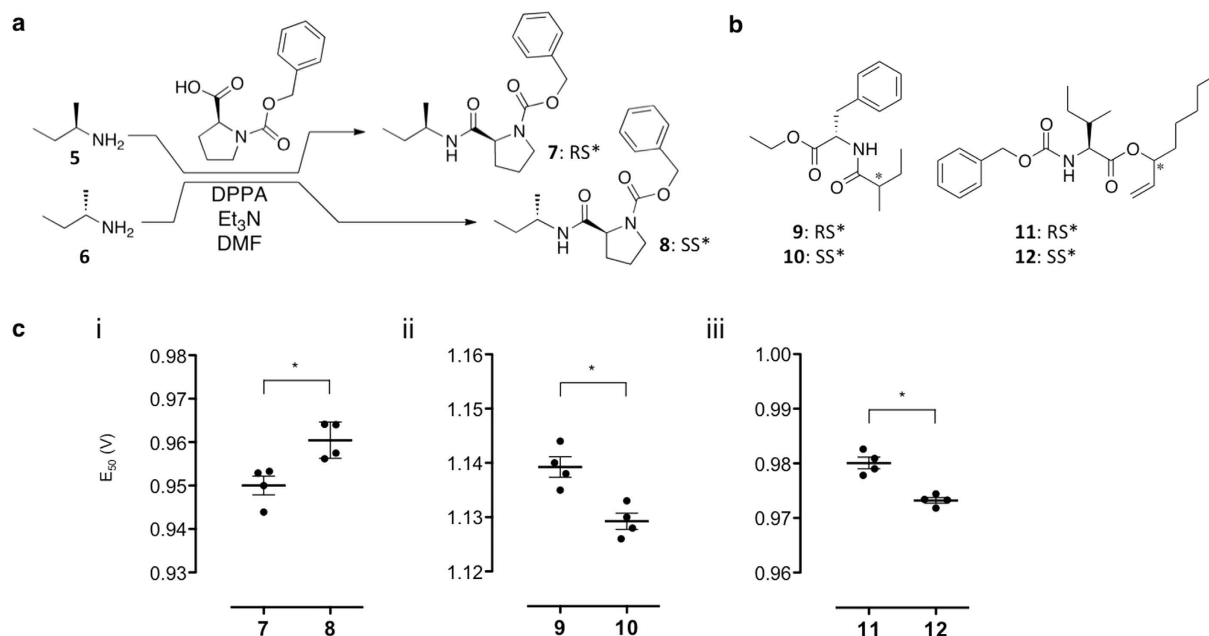 a
b
HO
O
N
O
O
NH₂
5
NH₂
6
DPPA
Et₃N
DMF
N
H
O
N
O
O
7: RS*
N
H
O
N
O
O
8: SS*
O
O
NH
O
*
9: RS*
10: SS*
O
O
N
H
O
O
*
11: RS*
12: SS*
c
i
ii
iii
E₅₀ (V)
0.98
0.97
0.96
0.95
0.94
0.93
*
7
8
1.16
1.15
1.14
1.13
1.12
*
9
10
1.00
0.99
0.98
0.97
0.96
*
11
12